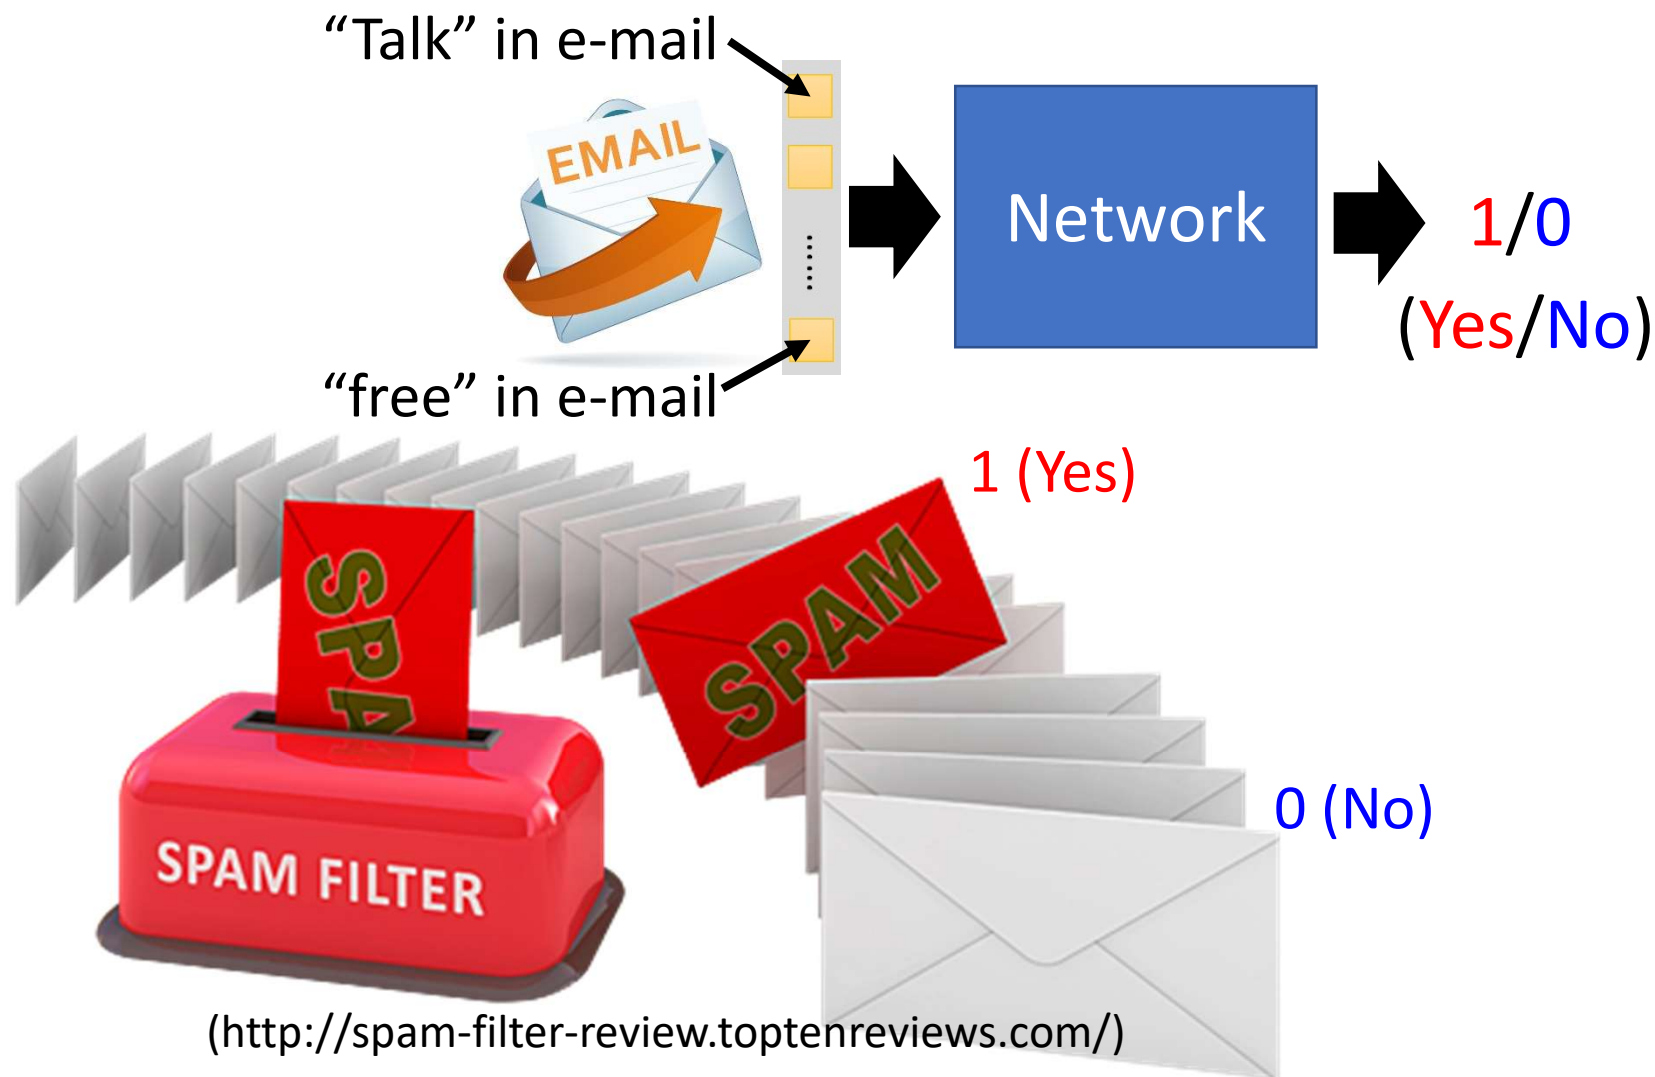 “Talk” in e-mail
EMAIL
......
Network
1/0
(Yes/No)
“free” in e-mail
1 (Yes)
SPA
SPAM
0 (No)
SPAM FILTER
(http://spam-filter-review.toptenreviews.com/)